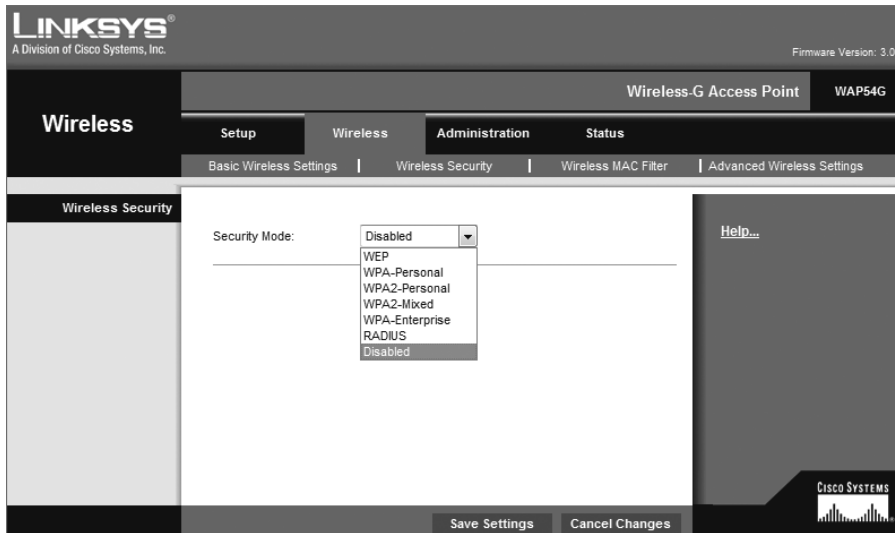 LINKSYS®
A Division of Cisco Systems, Inc.
Firmware Version: 3.0
Wireless-G Access Point WAP54G
Wireless
Setup Wireless Administration Status
Basic Wireless Settings | Wireless Security | Wireless MAC Filter | Advanced Wireless Settings
Wireless Security
Security Mode: Disabled
WEP
WPA-Personal
WPA2-Personal
WPA2-Mixed
WPA-Enterprise
RADIUS
Disabled
Help...
CISCO SYSTEMS
Save Settings Cancel Changes